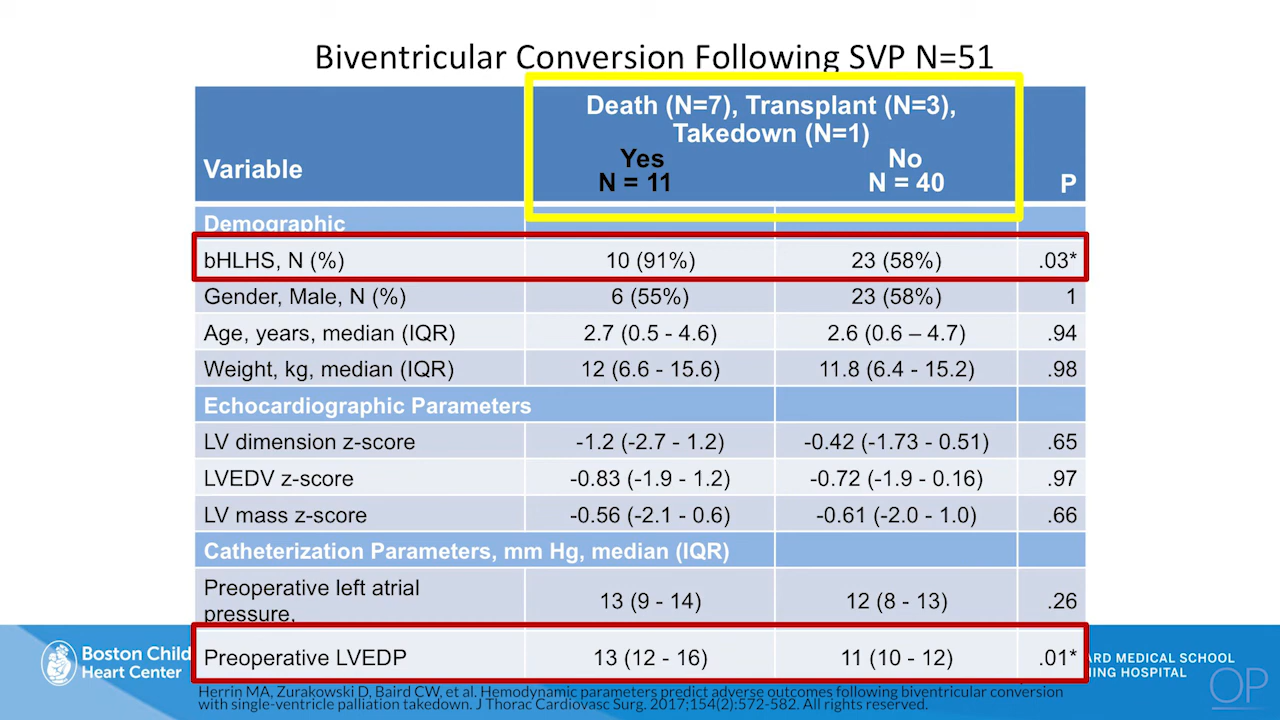 Biventricular Conversion Following SVP N=51
Variable
Death (N=7), Transplant (N=3),
Takedown (N=1)
Yes No
N = 11 N = 40 P
Demographic
bHLHS, N (%) 10 (91%) 23 (58%) .03*
Gender, Male, N (%) 6 (55%) 23 (58%) 1
Age, years, median (IQR) 2.7 (0.5 - 4.6) 2.6 (0.6 – 4.7) .94
Weight, kg, median (IQR) 12 (6.6 - 15.6) 11.8 (6.4 - 15.2) .98
Echocardiographic Parameters
LV dimension z-score -1.2 (-2.7 - 1.2) -0.42 (-1.73 - 0.51) .65
LVEDV z-score -0.83 (-1.9 - 1.2) -0.72 (-1.9 - 0.16) .97
LV mass z-score -0.56 (-2.1 - 0.6) -0.61 (-2.0 - 1.0) .66
Catheterization Parameters, mm Hg, median (IQR)
Preoperative left atrial
pressure, 13 (9 - 14) 12 (8 - 13) .26
Preoperative LVEDP 13 (12 - 16) 11 (10 - 12) .01*
Boston Child
Heart Center
ARD MEDICAL SCHOOL
ING HOSPITAL
Herrin MA, Zurakowski D, Baird CW, et al. Hemodynamic parameters predict adverse outcomes following biventricular conversion
with single-ventricle palliation takedown. J Thorac Cardiovasc Surg. 2017;154(2):572-582. All rights reserved.
OP